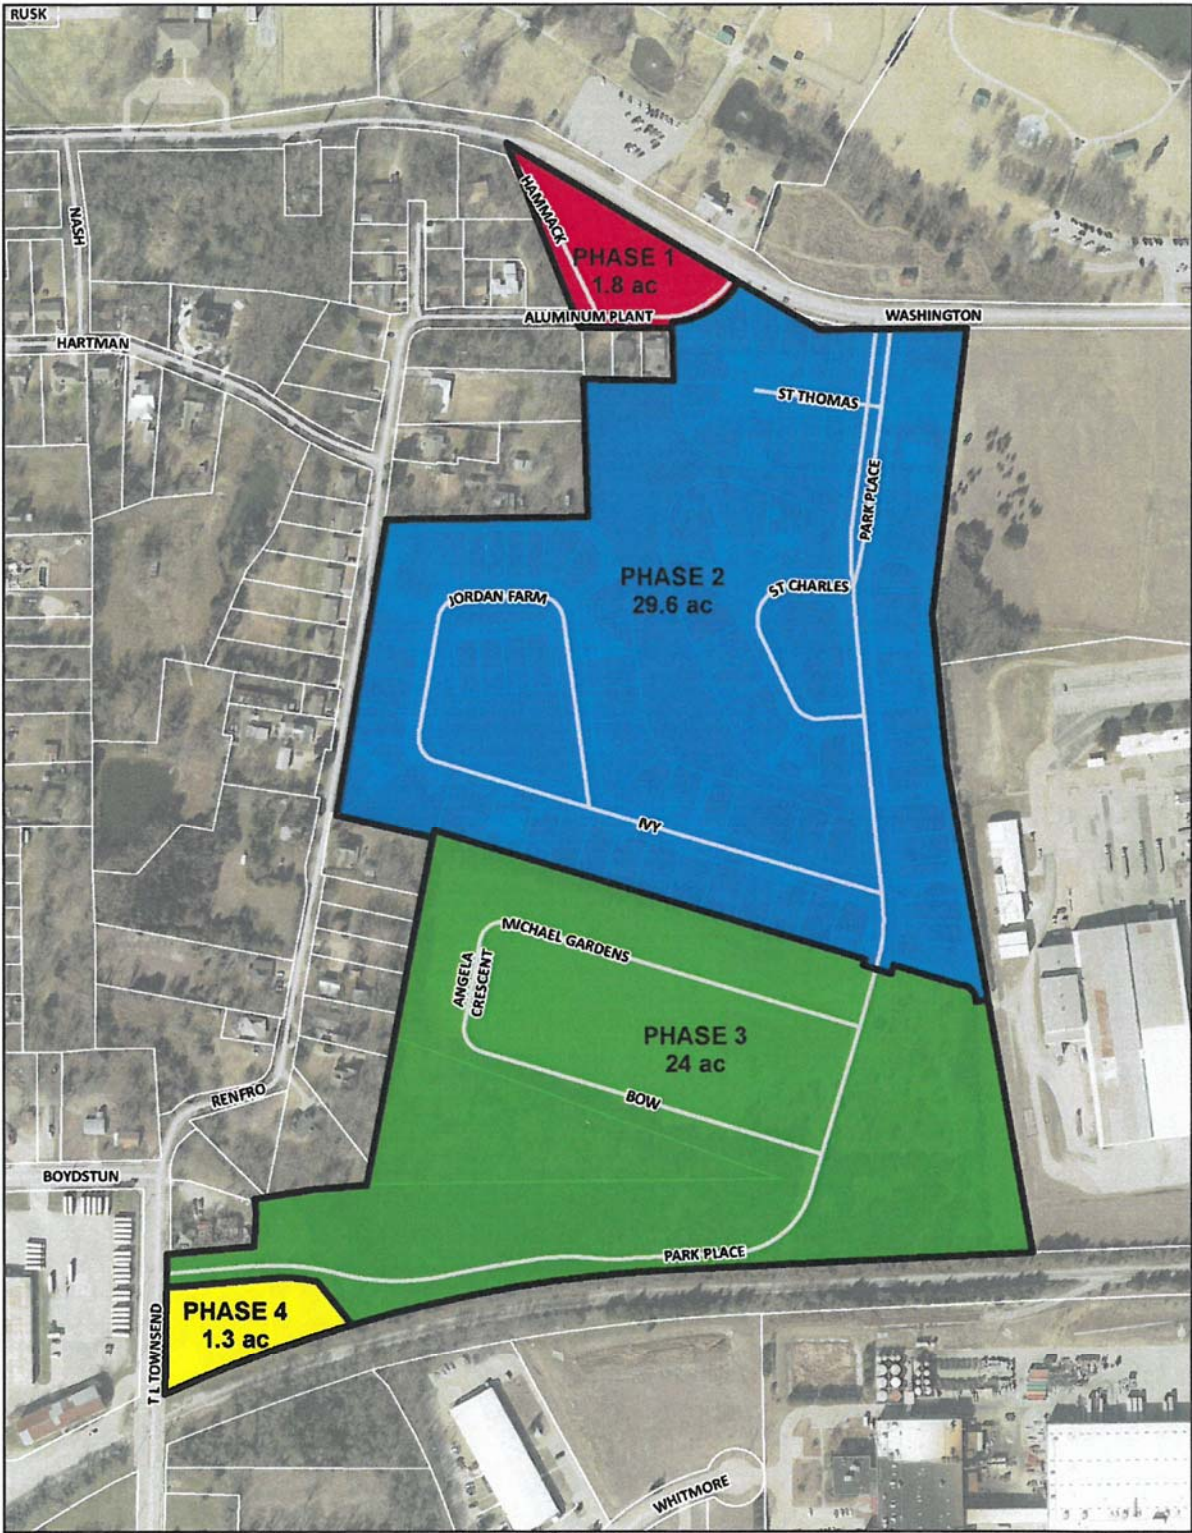 RUSK
NASH
HAMMACK
PHASE 1
1.8 ac
ALUMINUM PLANT
WASHINGTON
HARTMAN
ST THOMAS
PARK PLACE
PHASE 2
29.6 ac
JORDAN FARM
ST CHARLES
IVY
MICHAEL GARDENS
ANGELA
CRESCENT
PHASE 3
24 ac
RENFRO
BOW
BOYDSTUN
PARK PLACE
PHASE 4
1.3 ac
T L TOWNSEND
WHITMORE